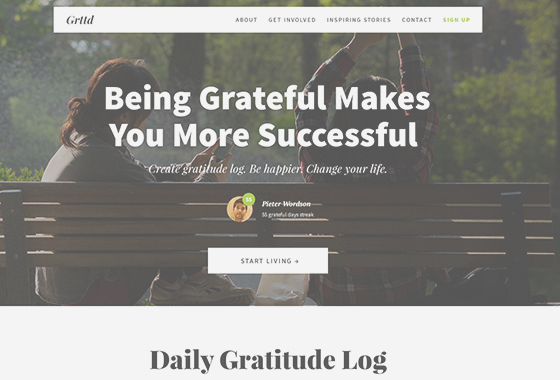 Grttd
ABOUT GET INVOLVED INSPIRING STORIES CONTACT SIGN UP
Being Grateful Makes
You More Successful
Create gratitude log. Be happier. Change your life.
55
Pieter Wordson
55 grateful days streak
START LIVING →
Daily Gratitude Log